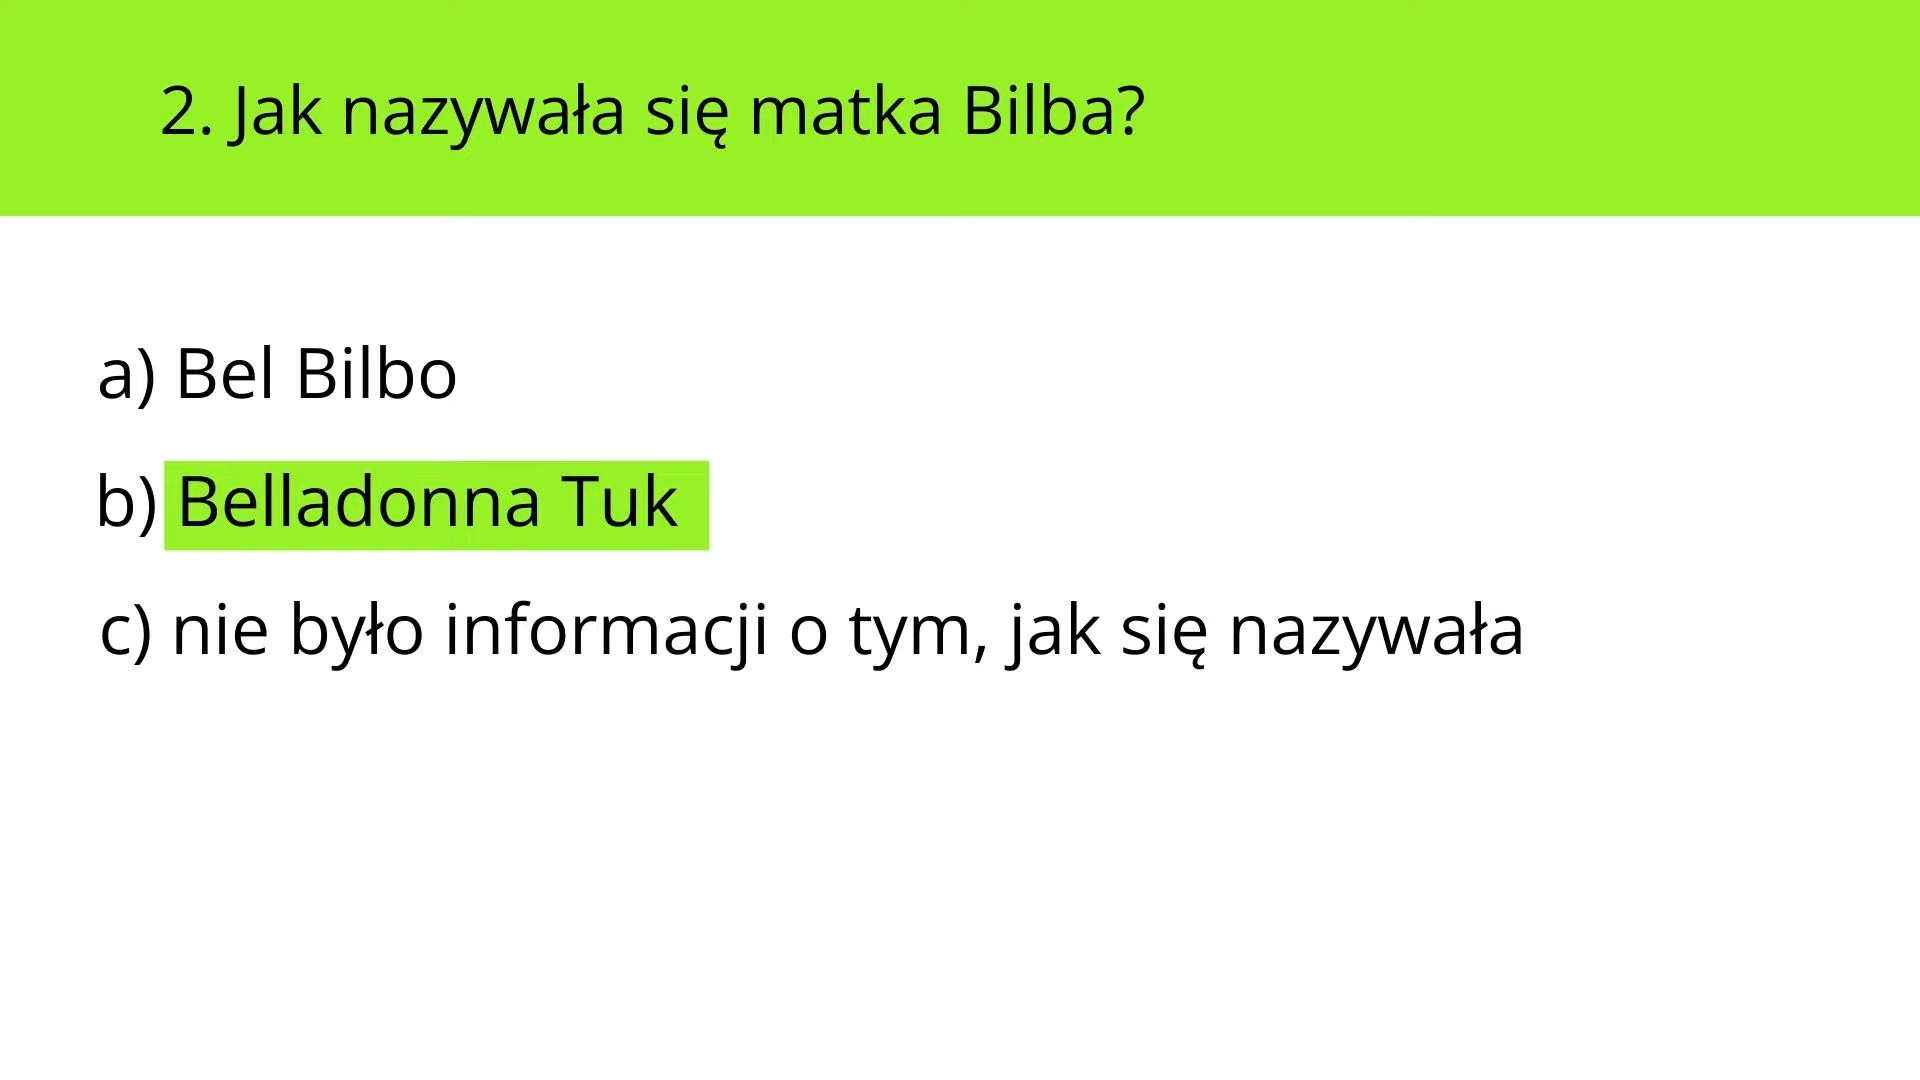 2. Jak nazywała się matka Bilba?
a) Bel Bilbo
b) Belladonna Tuk
c) nie było informacji o tym, jak się nazywała